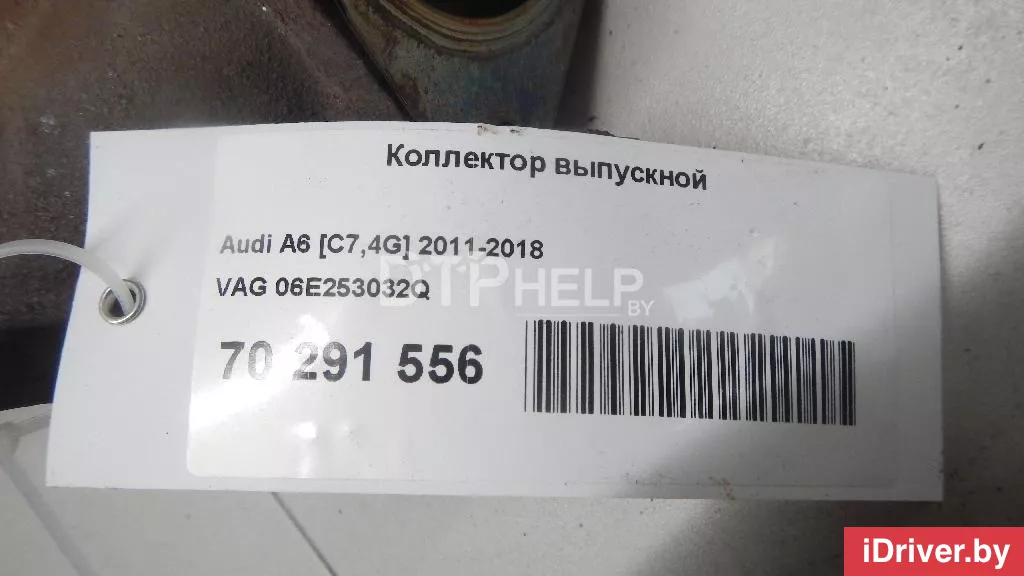 Коллектор выпускной
Audi A6 [C7,4G] 2011-2018
VAG 06E253032Q
DTPHELP.BY
70 291 556
iDriver.by